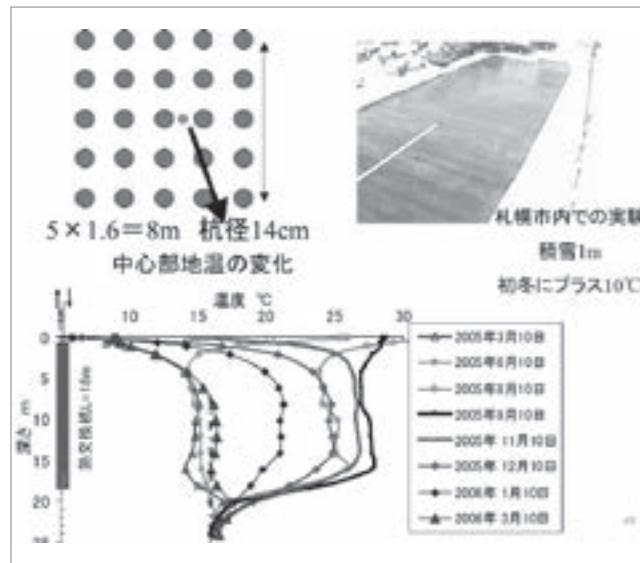 5×1.6=8m 杭径14cm
中心部地温の変化
札幌市内での実験
積雪1m
初冬にプラス10℃
温度 ℃
10 15 20 25 30
深さ m
0
5
10
15
20
25
2005年3月10日
2005年6月10日
2005年8月10日
2005年9月10日
2005年11月10日
2005年12月10日
2006年1月10日
2006年3月10日